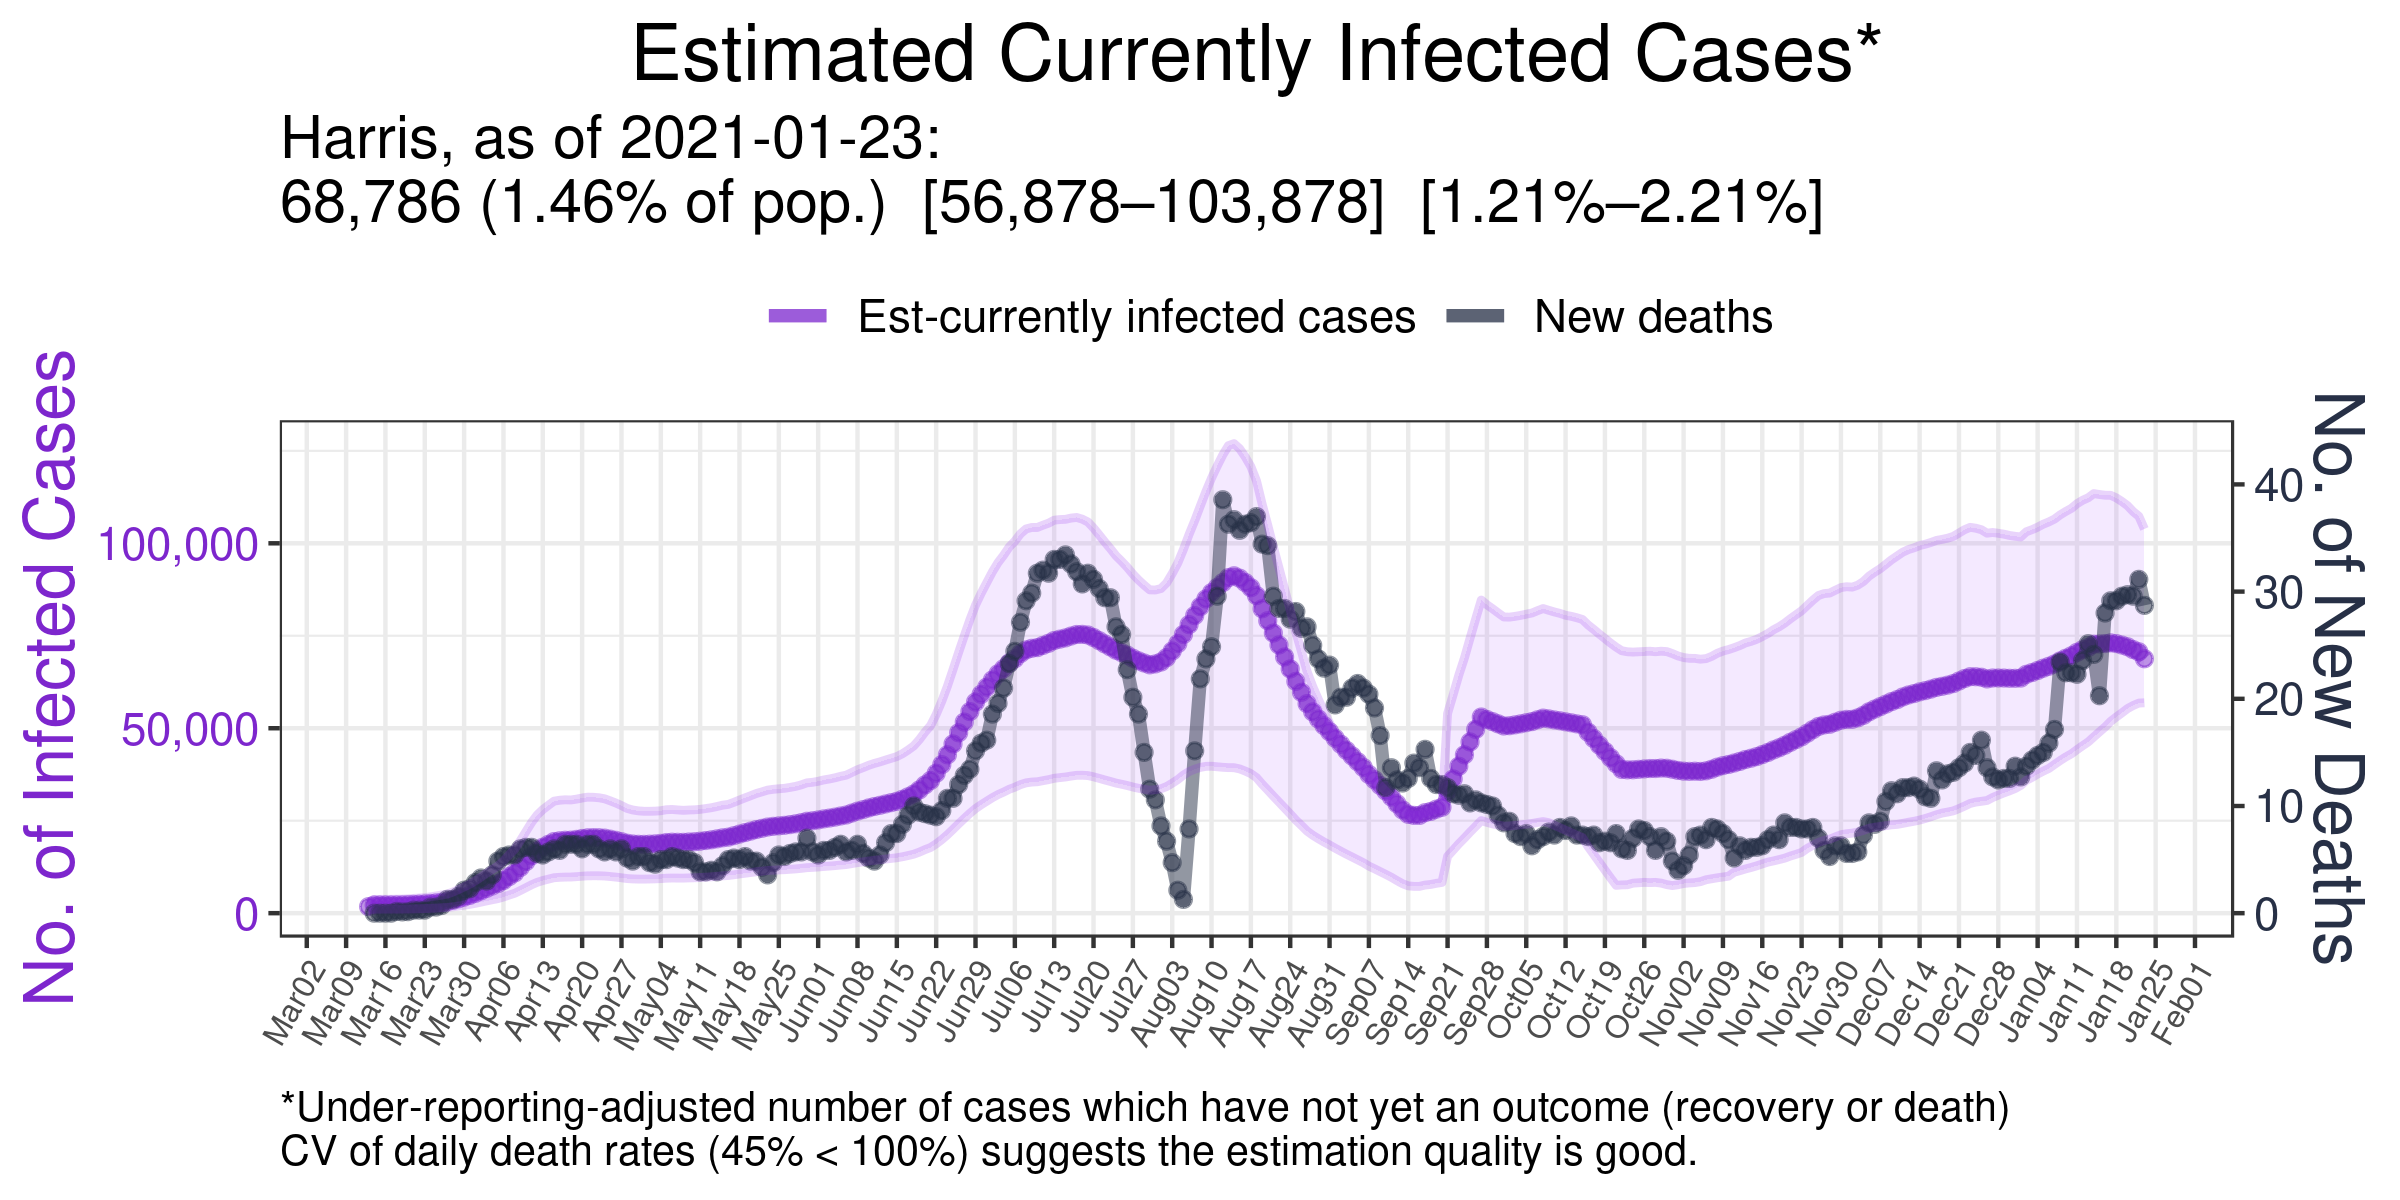 Estimated Currently Infected Cases*
Harris, as of 2021-01-23:
68,786 (1.46% of pop.)  [56,878–103,878]  [1.21%–2.21%]
Est-currently infected cases
New deaths
No. of Infected Cases
100,000
50,000
0
No. of New Deaths
40
30
20
10
0
Mar02
Mar09
Mar16
Mar23
Mar30
Apr06
Apr13
Apr20
Apr27
May04
May11
May18
May25
Jun01
Jun08
Jun15
Jun22
Jun29
Jul06
Jul13
Jul20
Jul27
Aug03
Aug10
Aug17
Aug24
Aug31
Sep07
Sep14
Sep21
Sep28
Oct05
Oct12
Oct19
Oct26
Nov02
Nov09
Nov16
Nov23
Nov30
Dec07
Dec14
Dec21
Dec28
Jan04
Jan11
Jan18
Jan25
Feb01
*Under-reporting-adjusted number of cases which have not yet an outcome (recovery or death)
CV of daily death rates (45% < 100%) suggests the estimation quality is good.